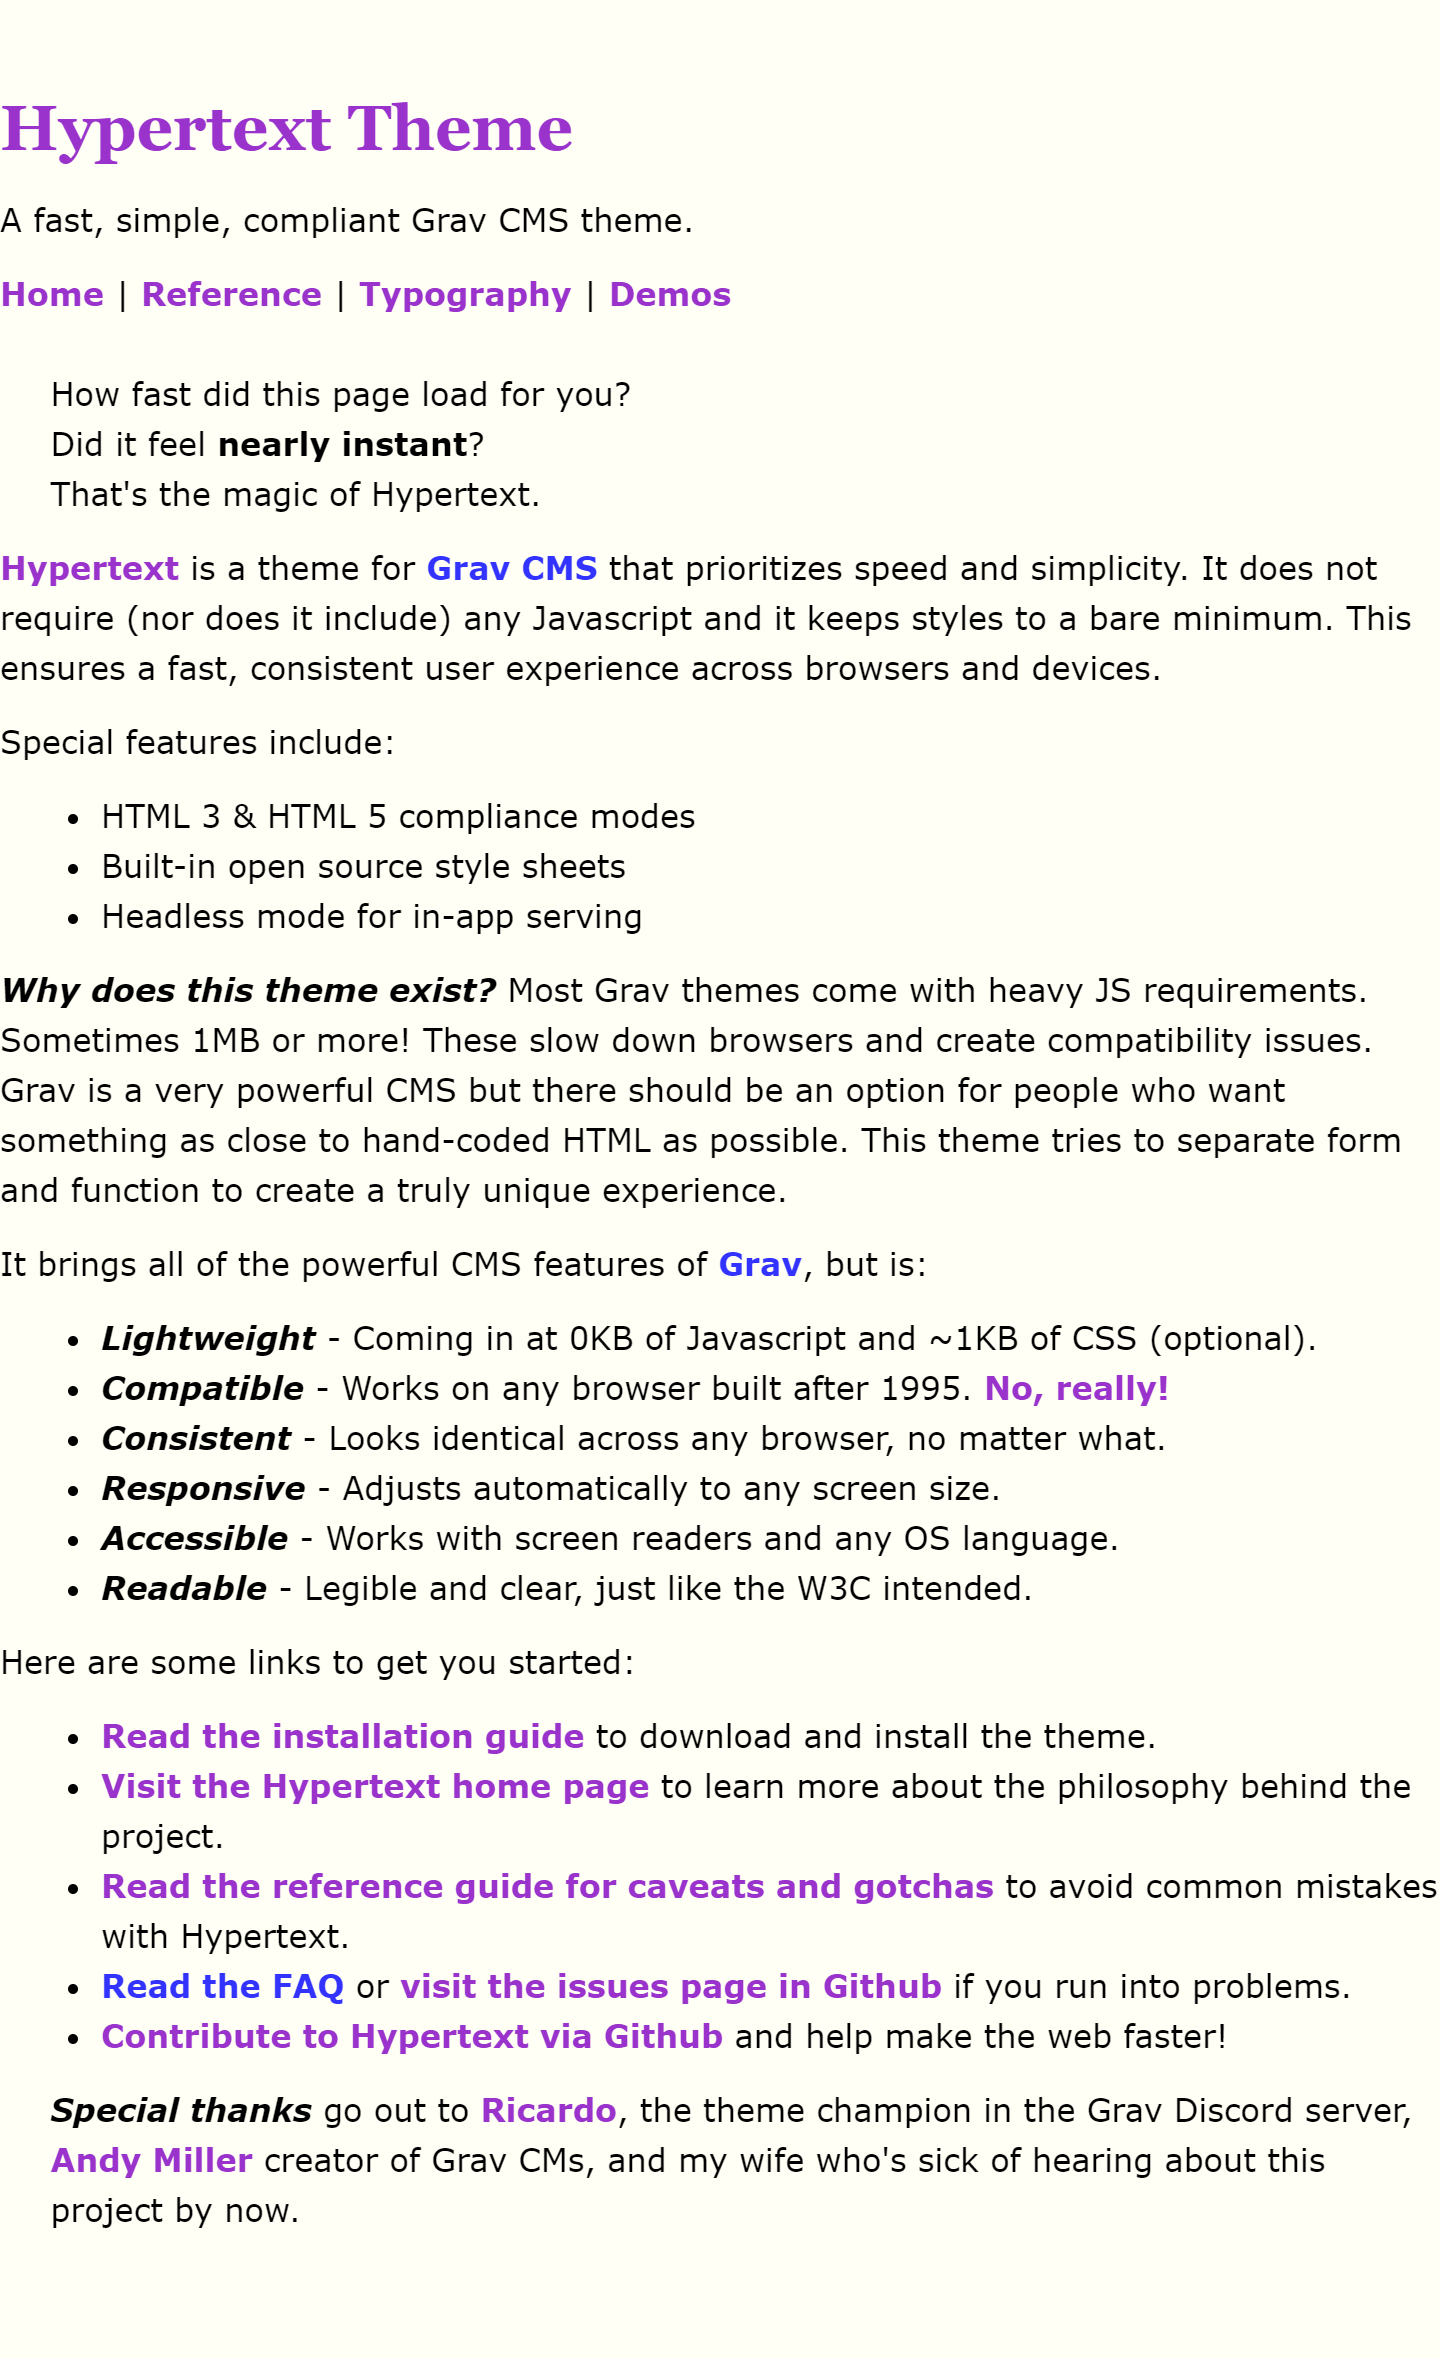 Hypertext Theme
A fast, simple, compliant Grav CMS theme.
Home | Reference | Typography | Demos
How fast did this page load for you?
Did it feel nearly instant?
That's the magic of Hypertext.
Hypertext is a theme for Grav CMS that prioritizes speed and simplicity. It does not
require (nor does it include) any Javascript and it keeps styles to a bare minimum. This
ensures a fast, consistent user experience across browsers and devices.
Special features include:
• HTML 3 & HTML 5 compliance modes
• Built-in open source style sheets
• Headless mode for in-app serving
Why does this theme exist? Most Grav themes come with heavy JS requirements.
Sometimes 1MB or more! These slow down browsers and create compatibility issues.
Grav is a very powerful CMS but there should be an option for people who want
something as close to hand-coded HTML as possible. This theme tries to separate form
and function to create a truly unique experience.
It brings all of the powerful CMS features of Grav, but is:
• Lightweight - Coming in at 0KB of Javascript and ~1KB of CSS (optional).
• Compatible - Works on any browser built after 1995. No, really!
• Consistent - Looks identical across any browser, no matter what.
• Responsive - Adjusts automatically to any screen size.
• Accessible - Works with screen readers and any OS language.
• Readable - Legible and clear, just like the W3C intended.
Here are some links to get you started:
• Read the installation guide to download and install the theme.
• Visit the Hypertext home page to learn more about the philosophy behind the
project.
• Read the reference guide for caveats and gotchas to avoid common mistakes
with Hypertext.
• Read the FAQ or visit the issues page in Github if you run into problems.
• Contribute to Hypertext via Github and help make the web faster!
Special thanks go out to Ricardo, the theme champion in the Grav Discord server,
Andy Miller creator of Grav CMs, and my wife who's sick of hearing about this
project by now.